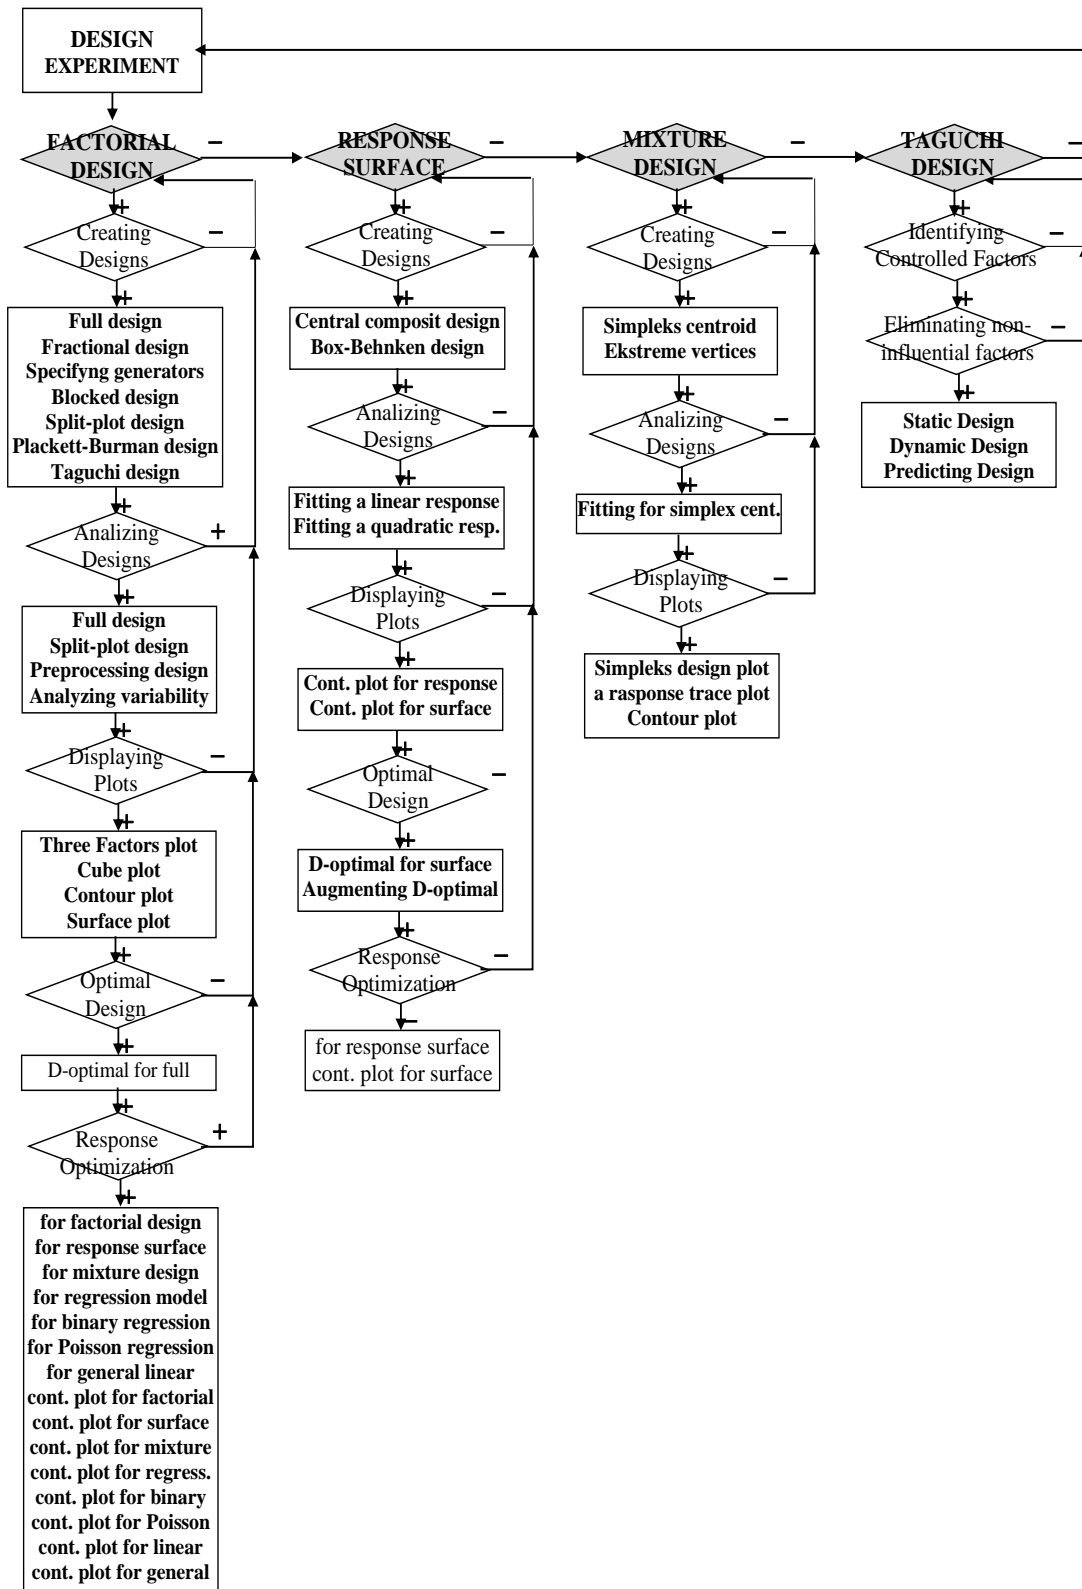 DESIGN
EXPERIMENT
FACTORIAL
DESIGN
−
+
Creating
Designs
−
+
Full design
Fractional design
Specifyng generators
Blocked design
Split-plot design
Plackett-Burman design
Taguchi design
+
Analizing
Designs
+
+
Full design
Split-plot design
Preprocessing design
Analyzing variability
+
Displaying
Plots
−
+
Three Factors plot
Cube plot
Contour plot
Surface plot
+
Optimal
Design
−
+
D-optimal for full
+
Response
Optimization
+
+
for factorial design
for response surface
for mixture design
for regression model
for binary regression
for Poisson regression
for general linear
cont. plot for factorial
cont. plot for surface
cont. plot for mixture
cont. plot for regress.
cont. plot for binary
cont. plot for Poisson
cont. plot for linear
cont. plot for general
RESPONSE
SURFACE
−
+
Creating
Designs
−
+
Central composit design
Box-Behnken design
+
Analizing
Designs
−
+
Fitting a linear response
Fitting a quadratic resp.
+
Displaying
Plots
−
+
Cont. plot for response
Cont. plot for surface
+
Optimal
Design
−
+
D-optimal for surface
Augmenting D-optimal
+
Response
Optimization
−
−
for response surface
cont. plot for surface
MIXTURE
DESIGN
−
+
Creating
Designs
−
+
Simpleks centroid
Ekstreme vertices
+
Analizing
Designs
−
+
Fitting for simplex cent.
+
Displaying
Plots
−
+
Simpleks design plot
a rasponse trace plot
Contour plot
TAGUCHI
DESIGN
−
+
Identifying
Controlled Factors
−
+
Eliminating non-
influential factors
−
+
Static Design
Dynamic Design
Predicting Design